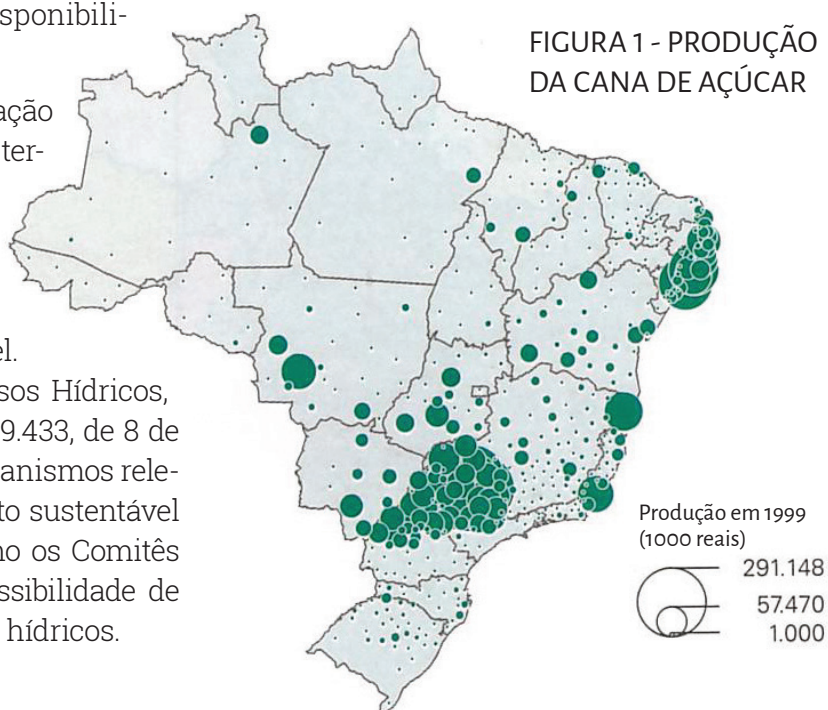 sponibili-
ação
ter-
el.
sos Hídricos,
9.433, de 8 de
anismos rele-
to sustentável
no os Comitês
ssibilidade de
hídricos.
FIGURA 1 - PRODUÇÃO
DA CANA DE AÇÚCAR
Produção em 1999
(1000 reais)
291.148
57.470
1.000